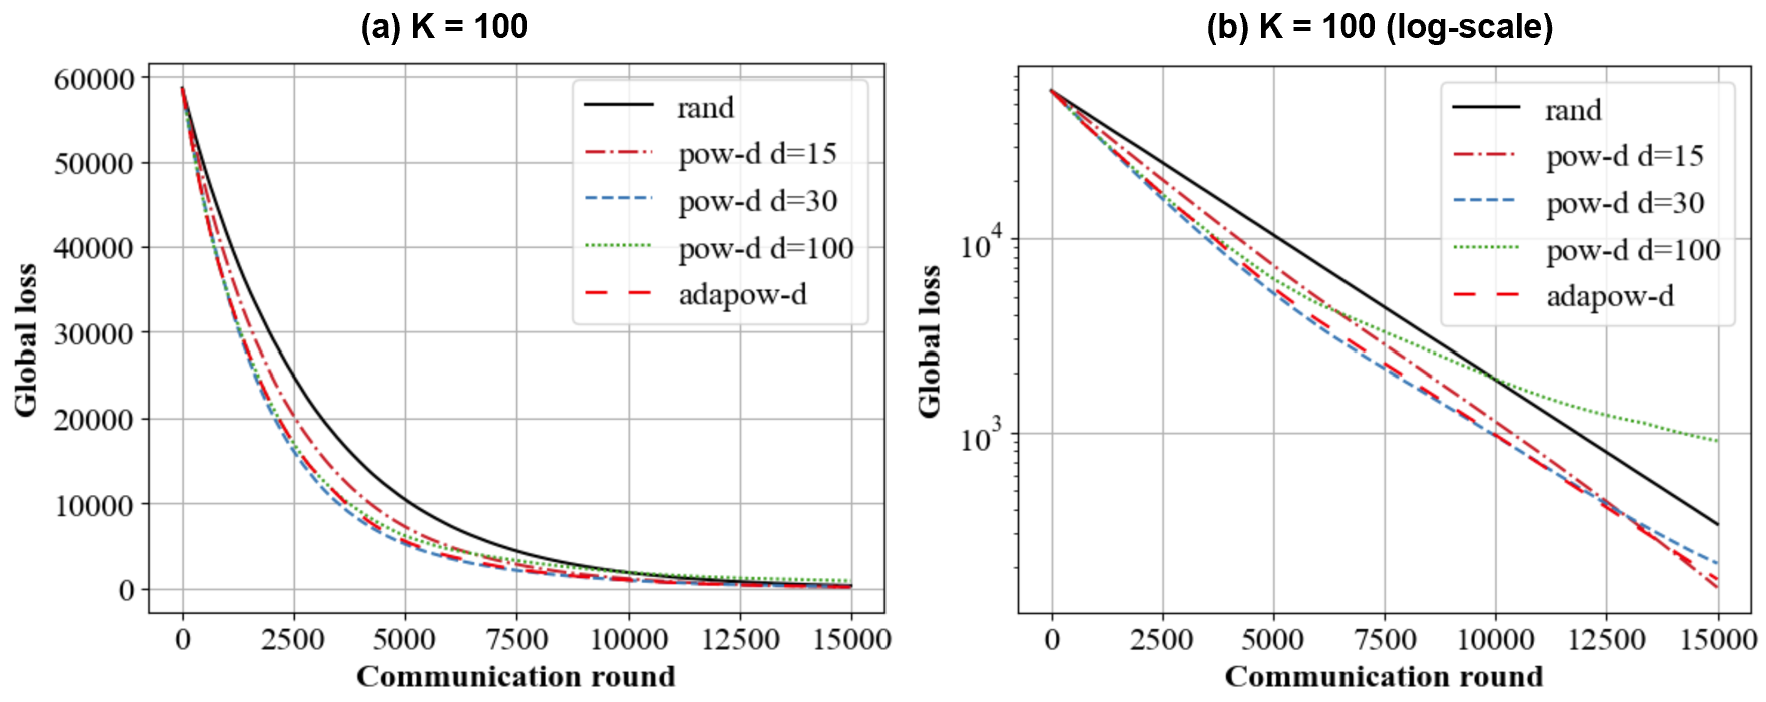 (a) K = 100
60000
50000
40000
30000
20000
10000
0
Global loss
0 2500 5000 7500 10000 12500 15000
Communication round
rand
pow-d d=15
pow-d d=30
pow-d d=100
adapow-d
(b) K = 100 (log-scale)
10^4
10^3
Global loss
0 2500 5000 7500 10000 12500 15000
Communication round
rand
pow-d d=15
pow-d d=30
pow-d d=100
adapow-d